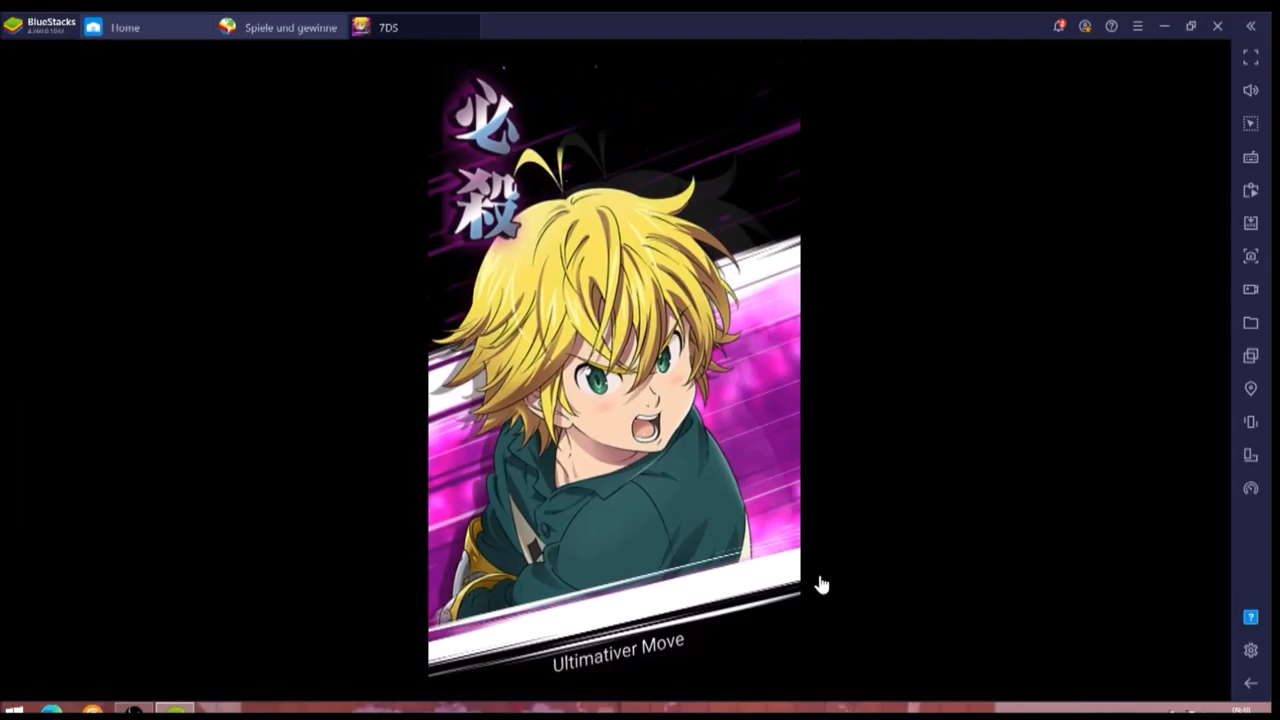 BlueStacks
Home
Spiele und gewinne
7DS
必殺
Ultimativer Move